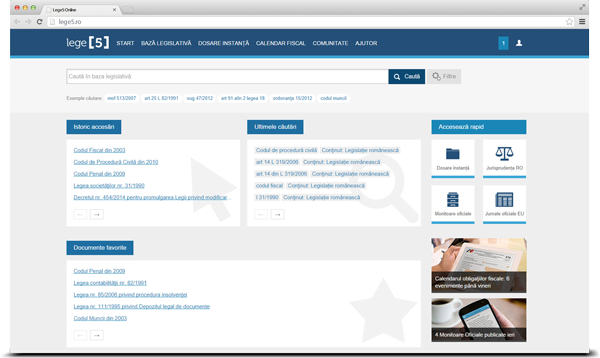 Lege5 Online
lege5.ro
lege [5] START BAZĂ LEGISLATIVĂ DOSARE INSTANȚĂ CALENDAR FISCAL COMUNITATE AJUTOR 1
Caută în baza legislativă Caută Filtre
Exemple căutare: mof 513/2007 art 25 L 82/1991 oug 47/2012 art 91 alin 2 legea 18 ordonanța 15/2012 codul muncii
Istoric accesări
Codul Fiscal din 2003
Codul de Procedură Civilă din 2010
Codul Penal din 2009
Legea societăților nr. 31/1990
Decretul nr. 454/2014 pentru promulgarea Legii privind modificar...
← →
Ultimele căutări
Codul de procedură civilă Conținut: Legislație românească
art 14 L 319/2006 Conținut: Legislație românească
art 14 din L 319/2006 Conținut: Legislație românească
codul fiscal Conținut: Legislație românească
l 31/1990 Conținut: Legislație românească
← →
Accesează rapid
Dosare instanță Jurisprudența RO
Monitoare oficiale Jurnale oficiale EU
Documente favorite
Codul Penal din 2009
Legea contabilității nr. 82/1991
Legea nr. 85/2006 privind procedura insolvenței
Legea nr. 111/1995 privind Depozitul legal de documente
Codul Muncii din 2003
← →
Calendarul obligațiilor fiscale: 6
evenimente până vineri
4 Monitoare Oficiale publicate ieri